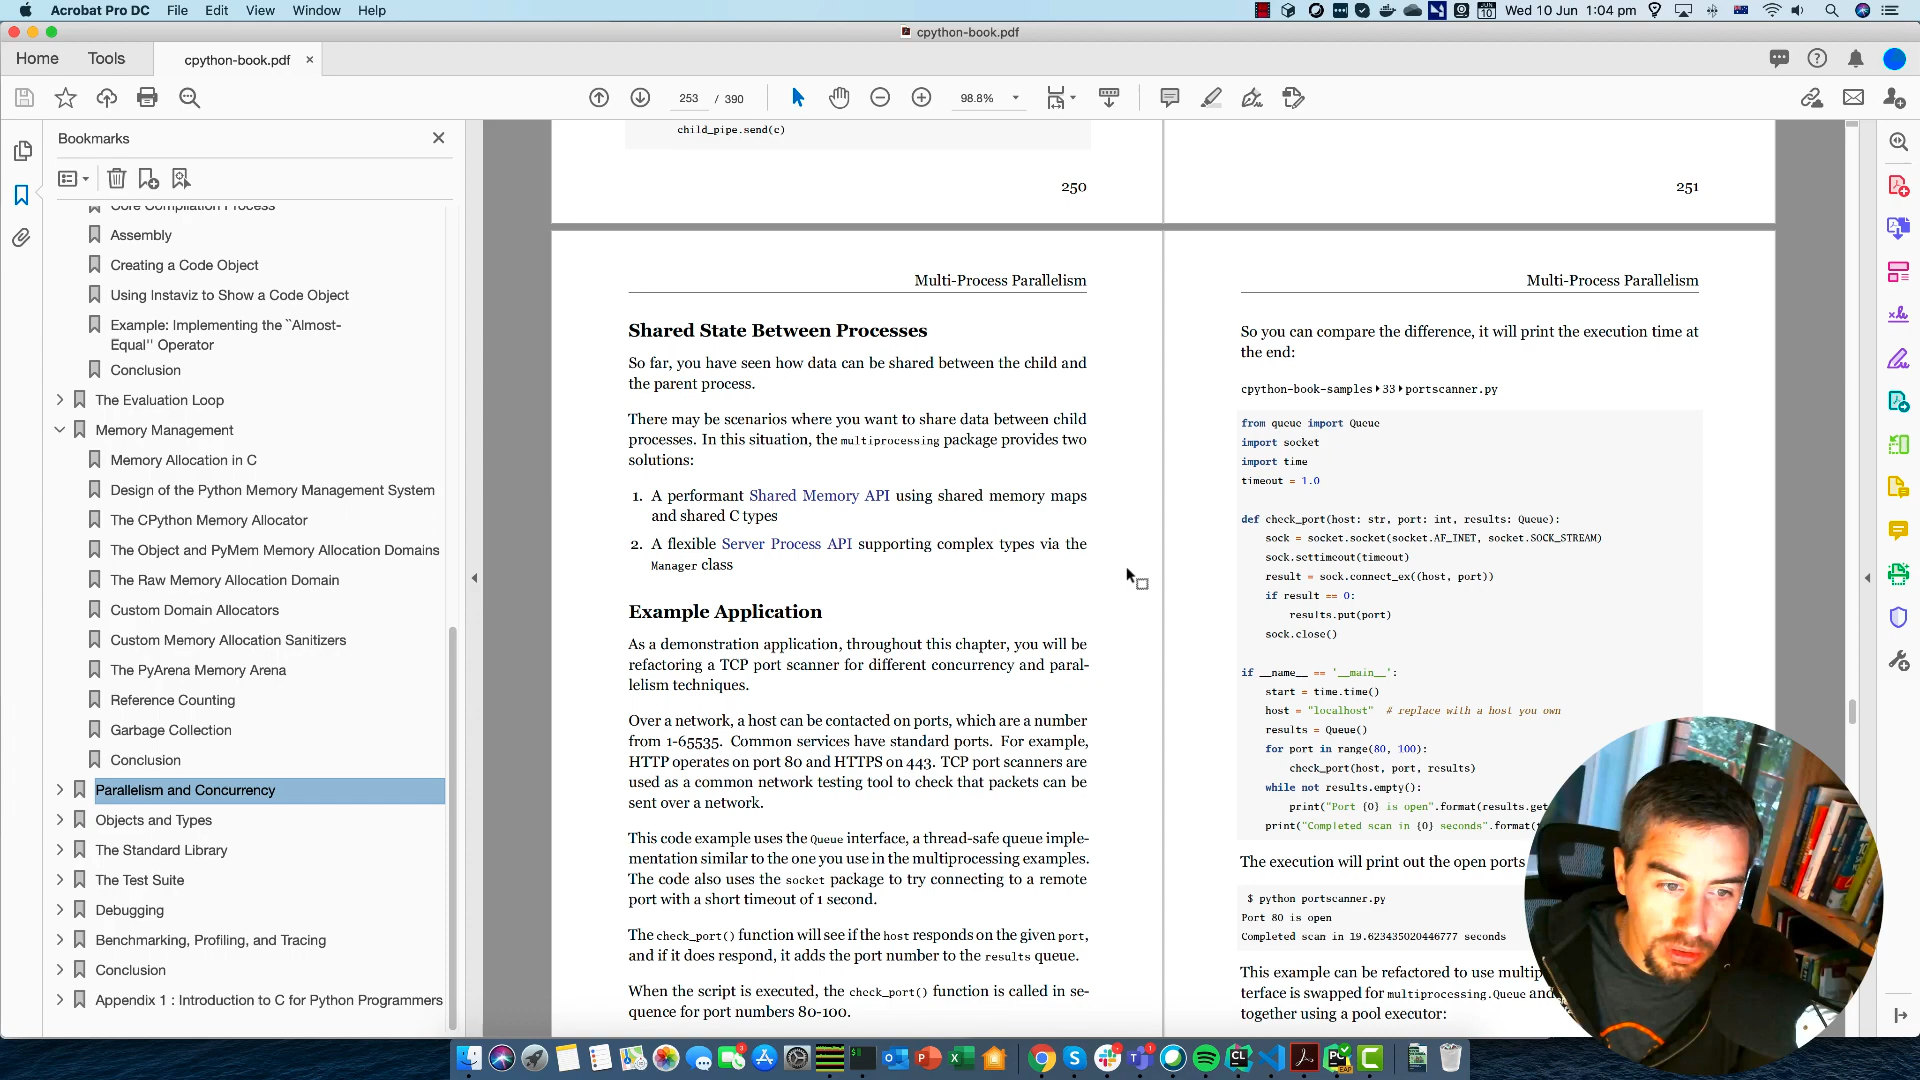 Acrobat Pro DC File Edit View Window Help
Wed 10 Jun 1:04 pm
cpython-book.pdf
Home Tools cpython-book.pdf ×
253 / 390 98.8%
Bookmarks
Core Compilation Process
Assembly
Creating a Code Object
Using Instaviz to Show a Code Object
Example: Implementing the ``Almost-
Equal'' Operator
Conclusion
The Evaluation Loop
Memory Management
Memory Allocation in C
Design of the Python Memory Management System
The CPython Memory Allocator
The Object and PyMem Memory Allocation Domains
The Raw Memory Allocation Domain
Custom Domain Allocators
Custom Memory Allocation Sanitizers
The PyArena Memory Arena
Reference Counting
Garbage Collection
Conclusion
Parallelism and Concurrency
Objects and Types
The Standard Library
The Test Suite
Debugging
Benchmarking, Profiling, and Tracing
Conclusion
Appendix 1 : Introduction to C for Python Programmers
child_pipe.send(c)
250
251
Multi-Process Parallelism
Shared State Between Processes
So far, you have seen how data can be shared between the child and
the parent process.
There may be scenarios where you want to share data between child
processes. In this situation, the multiprocessing package provides two
solutions:
1. A performant Shared Memory API using shared memory maps
and shared C types
2. A flexible Server Process API supporting complex types via the
Manager class
Example Application
As a demonstration application, throughout this chapter, you will be
refactoring a TCP port scanner for different concurrency and paral-
lelism techniques.
Over a network, a host can be contacted on ports, which are a number
from 1-65535. Common services have standard ports. For example,
HTTP operates on port 80 and HTTPS on 443. TCP port scanners are
used as a common network testing tool to check that packets can be
sent over a network.
This code example uses the Queue interface, a thread-safe queue imple-
mentation similar to the one you use in the multiprocessing examples.
The code also uses the socket package to try connecting to a remote
port with a short timeout of 1 second.
The check_port() function will see if the host responds on the given port,
and if it does respond, it adds the port number to the results queue.
When the script is executed, the check_port() function is called in se-
quence for port numbers 80-100.
Multi-Process Parallelism
So you can compare the difference, it will print the execution time at
the end:
cpython-book-samples▸33▸portscanner.py
from queue import Queue
import socket
import time
timeout = 1.0
def check_port(host: str, port: int, results: Queue):
sock = socket.socket(socket.AF_INET, socket.SOCK_STREAM)
sock.settimeout(timeout)
result = sock.connect_ex((host, port))
if result == 0:
results.put(port)
sock.close()
if __name__ == '__main__':
start = time.time()
host = "localhost" # replace with a host you own
results = Queue()
for port in range(80, 100):
check_port(host, port, results)
while not results.empty():
print("Port {0} is open".format(results.get
print("Completed scan in {0} seconds".format(
The execution will print out the open ports
$ python portscanner.py
Port 80 is open
Completed scan in 19.623435020446777 seconds
This example can be refactored to use multip
terface is swapped for multiprocessing.Queue and
together using a pool executor: